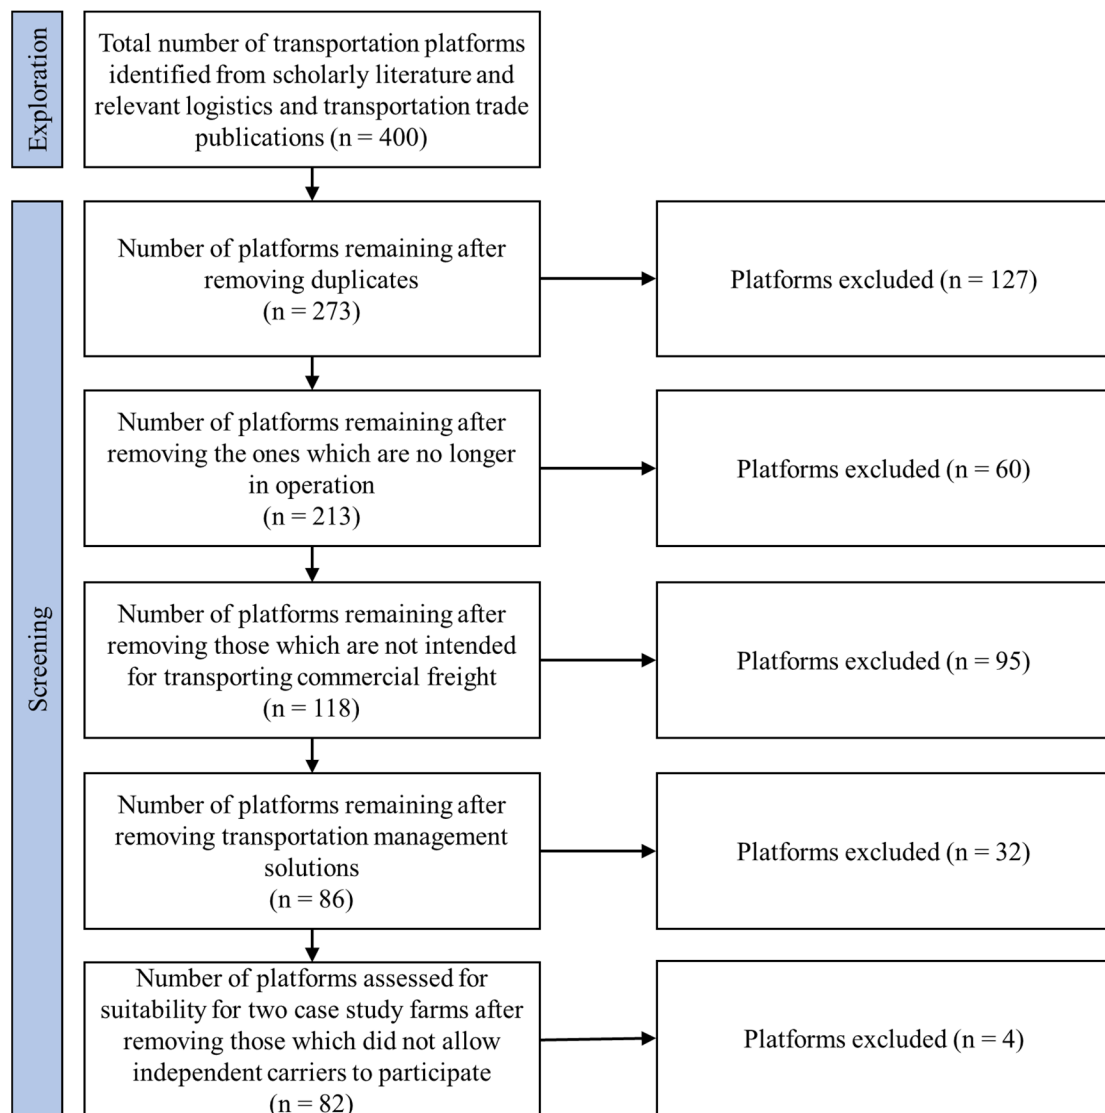 Exploration
Total number of transportation platforms
identified from scholarly literature and
relevant logistics and transportation trade
publications (n = 400)
Screening
Number of platforms remaining after
removing duplicates
(n = 273)
Platforms excluded (n = 127)
Number of platforms remaining after
removing the ones which are no longer
in operation
(n = 213)
Platforms excluded (n = 60)
Number of platforms remaining after
removing those which are not intended
for transporting commercial freight
(n = 118)
Platforms excluded (n = 95)
Number of platforms remaining after
removing transportation management
solutions
(n = 86)
Platforms excluded (n = 32)
Number of platforms assessed for
suitability for two case study farms after
removing those which did not allow
independent carriers to participate
(n = 82)
Platforms excluded (n = 4)